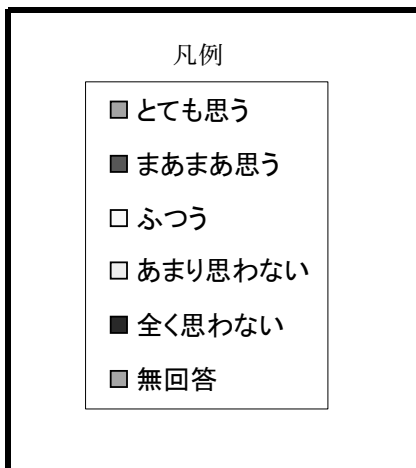 凡例
とても思う
まあまあ思う
ふつう
あまり思わない
全く思わない
無回答